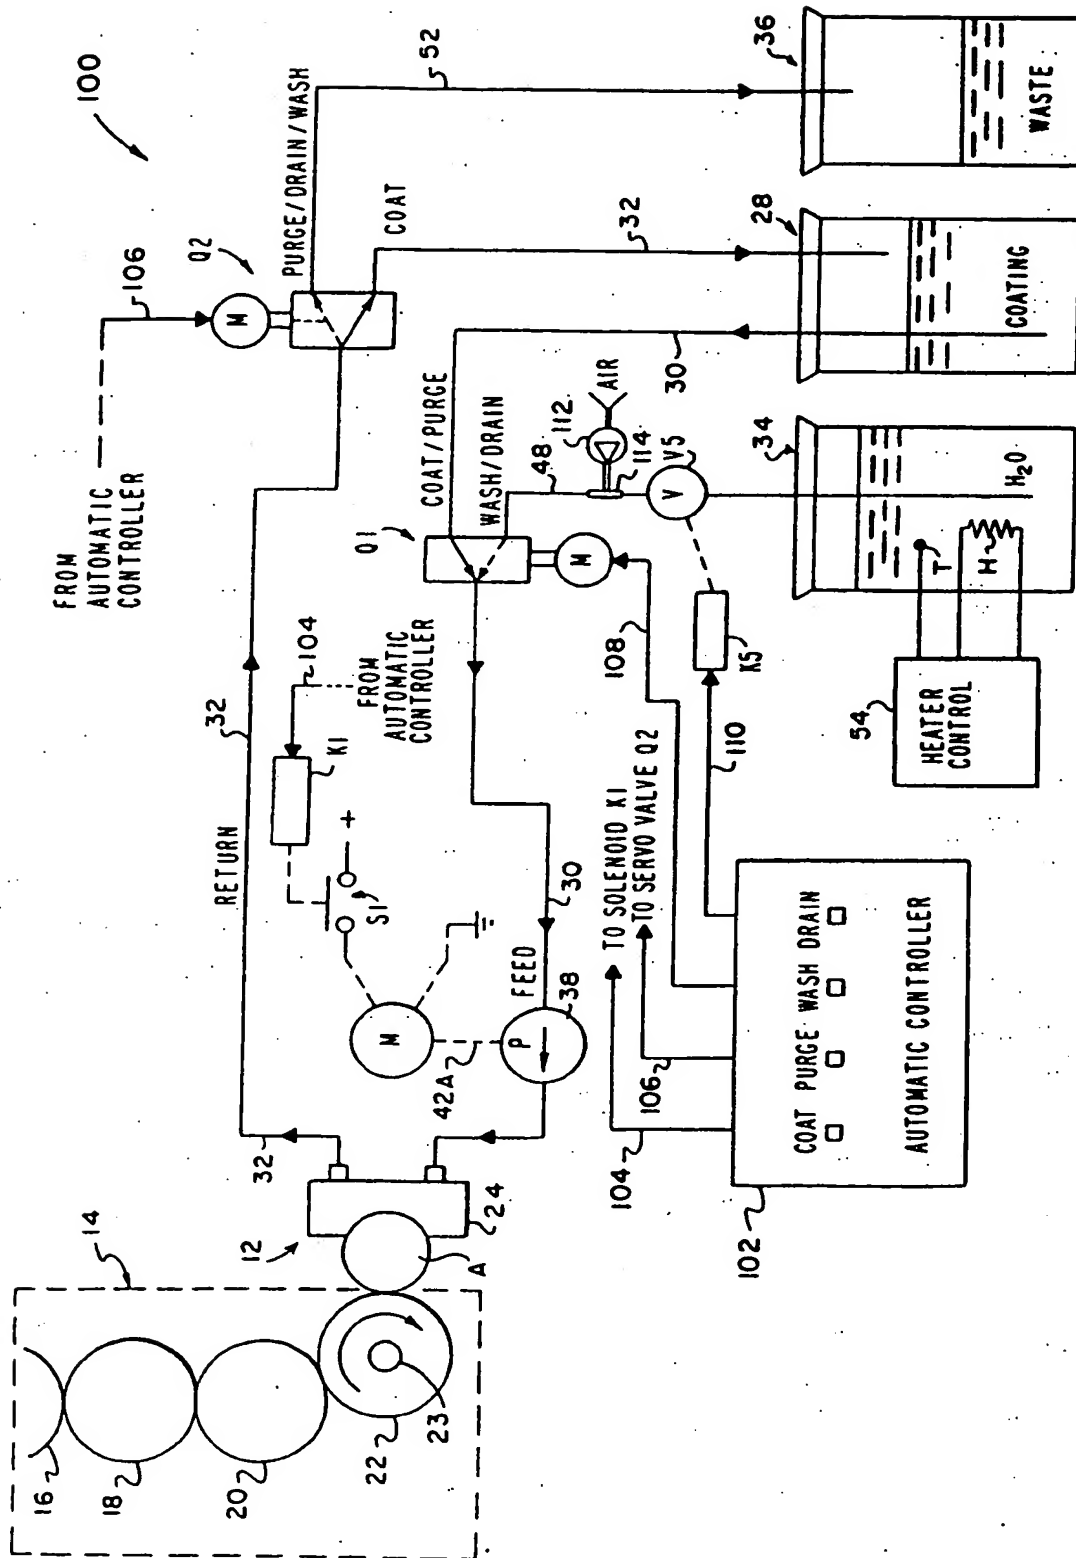 100
FROM
AUTOMATIC
CONTROLLER
106
Q2
M
PURGE/DRAIN/WASH
52
COAT
32
36
WASTE
28
COATING
30
COAT/PURGE
WASH/DRAIN
Q1
M
48
112
AIR
114
V5
V
34
H₂O
T
H
54
HEATER
CONTROL
K5
108
110
32
RETURN
104
K1
FROM
AUTOMATIC
CONTROLLER
S1
+
M
30
FEED
38
P
42A
32
12
24
A
14
16
18
20
22
23
TO SOLENOID K1
TO SERVO VALVE Q2
104
106
102
COAT PURGE WASH DRAIN
AUTOMATIC CONTROLLER